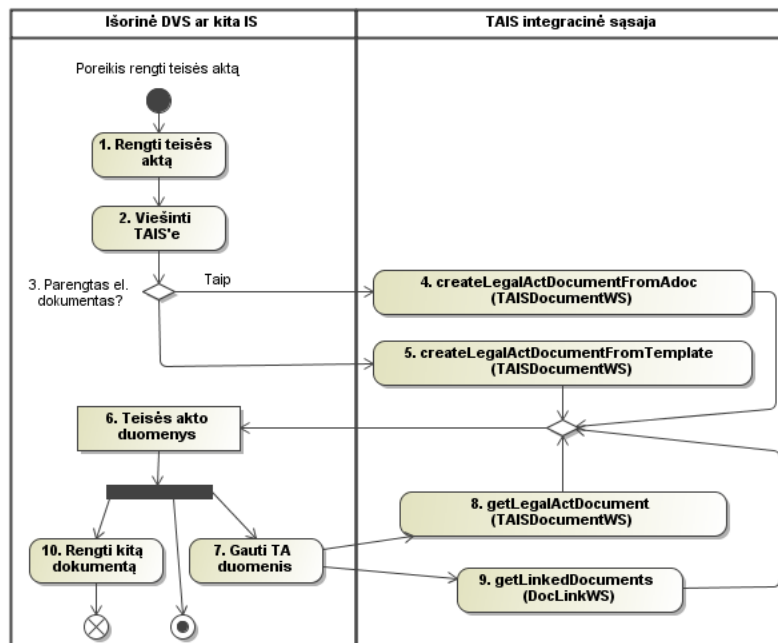 Išorinė DVS ar kita IS
TAIS integracinė sąsaja
Poreikis rengti teisės aktą
1. Rengti teisės
aktą
2. Viešinti
TAIS'e
3. Parengtas el.
dokumentas?
Taip
4. createLegalActDocumentFromAdoc
(TAISDocumentWS)
5. createLegalActDocumentFromTemplate
(TAISDocumentWS)
6. Teisės akto
duomenys
8. getLegalActDocument
(TAISDocumentWS)
10. Rengti kitą
dokumentą
7. Gauti TA
duomenis
9. getLinkedDocuments
(DocLinkWS)